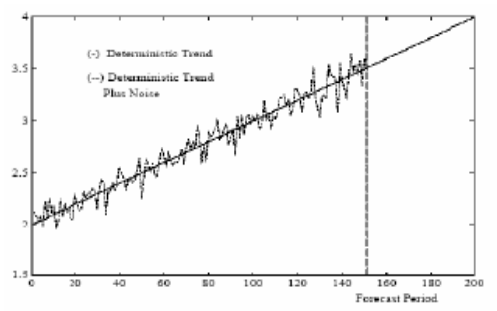 4
(-) Deterministic Trend
3.5
(--) Deterministic Trend
Plus Noise
3
2.5
2
1.5
0 20 40 60 80 100 120 140 160 180 200
Forecast Period